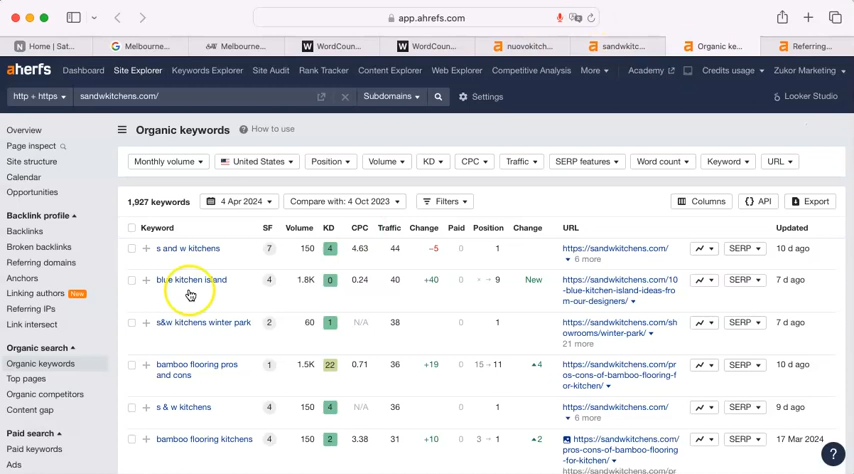 app.ahrefs.com
Home | Sat...
Melbourne...
Melbourne...
WordCoun...
WordCoun...
nuovokitch...
sandwkitc...
Organic ke...
Referring...
aherfs Dashboard Site Explorer Keywords Explorer Site Audit Rank Tracker Content Explorer Web Explorer Competitive Analysis More Academy Credits usage Zukor Marketing
http + https sandwkitchens.com/ Subdomains Settings Looker Studio
Overview
Page inspect
Site structure
Calendar
Opportunities
Backlink profile
Backlinks
Broken backlinks
Referring domains
Anchors
Linking authors New
Referring IPs
Link intersect
Organic search
Organic keywords
Top pages
Organic competitors
Content gap
Paid search
Paid keywords
Ads
Organic keywords ? How to use
Monthly volume United States Position Volume KD CPC Traffic SERP features Word count Keyword URL
1,927 keywords 4 Apr 2024 Compare with: 4 Oct 2023 Filters Columns {} API Export
Keyword SF Volume KD CPC Traffic Change Paid Position Change URL Updated
s and w kitchens 7 150 4 4.63 44 −5 0 1 https://sandwkitchens.com/ SERP 10 d ago
6 more
blue kitchen island 4 1.8K 0 0.24 40 +40 0 × → 9 New https://sandwkitchens.com/10 SERP 7 d ago
-blue-kitchen-island-ideas-fro
m-our-designers/
s&w kitchens winter park 2 60 1 N/A 38 0 1 https://sandwkitchens.com/sh SERP 7 d ago
owrooms/winter-park/
21 more
bamboo flooring pros 1 1.5K 22 0.71 36 +19 0 15 → 11 4 https://sandwkitchens.com/pr SERP 10 d ago
and cons os-cons-of-bamboo-flooring-f
or-kitchen/
s & w kitchens 4 150 4 N/A 36 0 1 https://sandwkitchens.com/ SERP 9 d ago
6 more
bamboo flooring kitchens 4 150 2 3.38 31 +10 0 3 → 1 2 https://sandwkitchens.com/ SERP 17 Mar 2024
pros-cons-of-bamboo-flooring
-for-kitchen/
https://sandwkitchens.com/pr
?